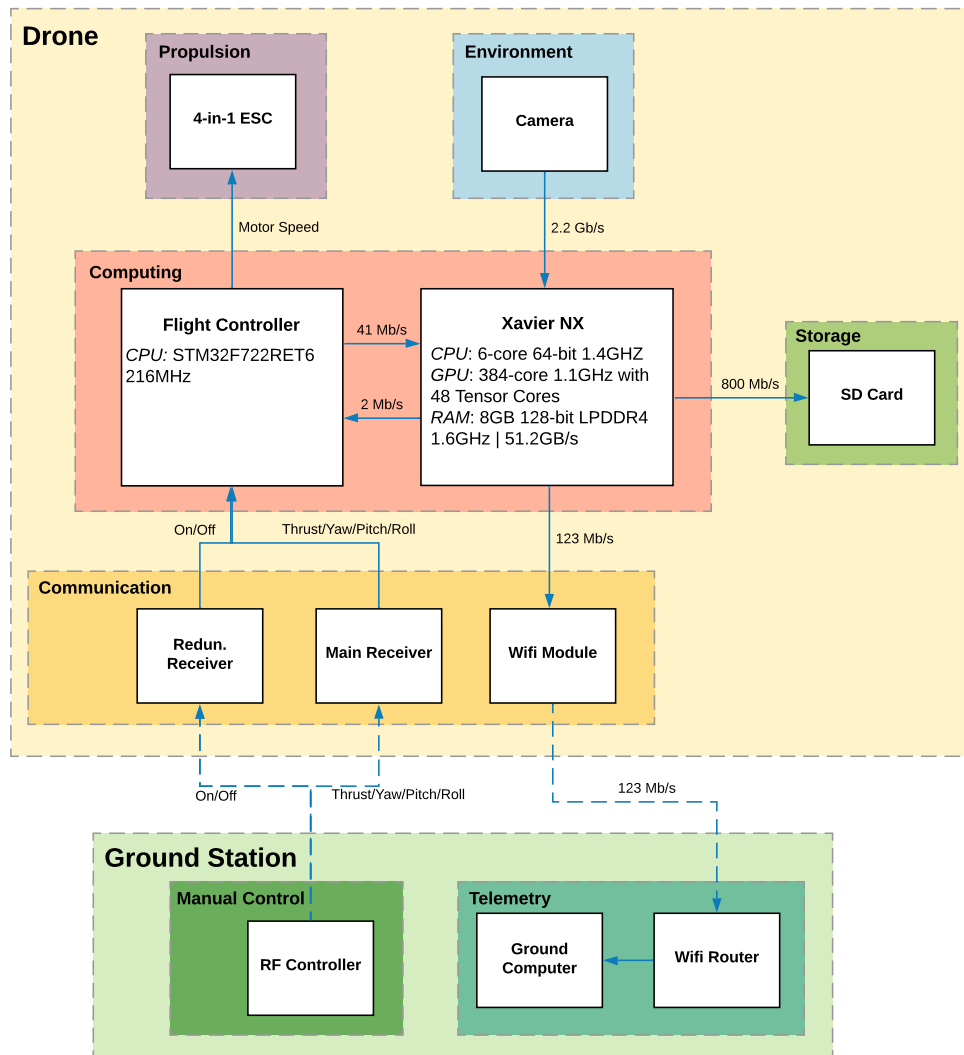 Drone
Propulsion
4-in-1 ESC
Environment
Camera
Motor Speed
2.2 Gb/s
Computing
Flight Controller
CPU: STM32F722RET6
216MHz
41 Mb/s
2 Mb/s
Xavier NX
CPU: 6-core 64-bit 1.4GHZ
GPU: 384-core 1.1GHz with
48 Tensor Cores
RAM: 8GB 128-bit LPDDR4
1.6GHz | 51.2GB/s
800 Mb/s
Storage
SD Card
On/Off
Thrust/Yaw/Pitch/Roll
123 Mb/s
Communication
Redun.
Receiver
Main Receiver
Wifi Module
On/Off
Thrust/Yaw/Pitch/Roll
123 Mb/s
Ground Station
Manual Control
RF Controller
Telemetry
Ground
Computer
Wifi Router